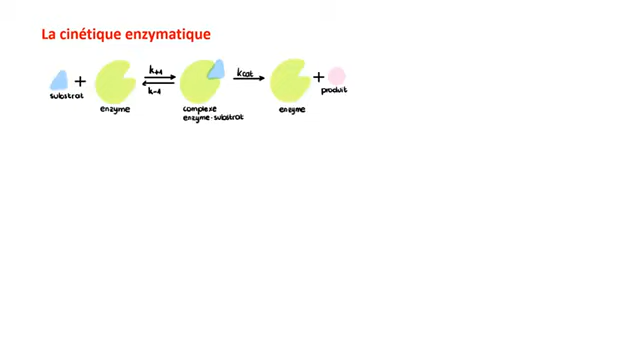 La cinétique enzymatique
substrat + enzyme k+1 k-1 complexe enzyme-substrat kcat enzyme + produit